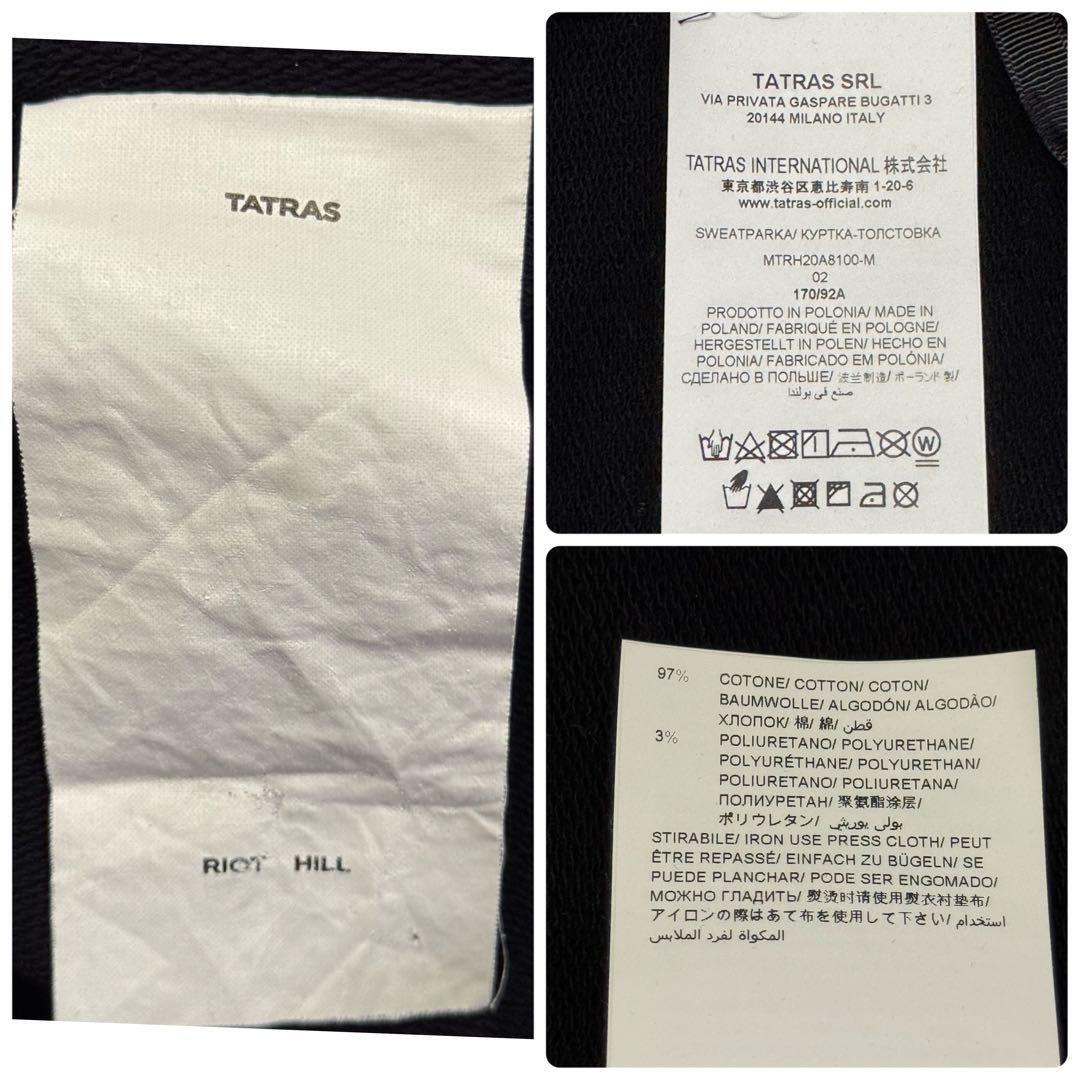 TATRAS
RIOT HILL
TATRAS SRL
VIA PRIVATA GASPARE BUGATTI 3
20144 MILANO ITALY
TATRAS INTERNATIONAL 株式会社
東京都渋谷区恵比寿南 1-20-6
www.tatras-official.com
SWEATPARKA/ КУРТКА-ТОЛСТОВКА
MTRH20A8100-M
02
170/92A
PRODOTTO IN POLONIA/ MADE IN
POLAND/ FABRIQUÉ EN POLOGNE/
HERGESTELLT IN POLEN/ HECHO EN
POLONIA/ FABRICADO EM POLÓNIA/
СДЕЛАНО В ПОЛЬШЕ/ 波兰制造/ ポーランド製/
صنع في بولندا
W
97% COTONE/ COTTON/ COTON/
BAUMWOLLE/ ALGODÓN/ ALGODÃO/
ХЛОПОК/ 棉/ 綿/ قطن
3% POLIURETANO/ POLYURETHANE/
POLYURÉTHANE/ POLYURETHAN/
POLIURETANO/ POLIURETANA/
ПОЛИУРЕТАН/ 聚氨酯涂层/
ポリウレタン/ بولي يوريثي
STIRABILE/ IRON USE PRESS CLOTH/ PEUT
ÊTRE REPASSÉ/ EINFACH ZU BÜGELN/ SE
PUEDE PLANCHAR/ PODE SER ENGOMADO/
МОЖНО ГЛАДИТЬ/ 熨烫时请使用熨衣衬垫布/
アイロンの際はあて布を使用して下さい/ استخدام
المكواة لفرد الملابس